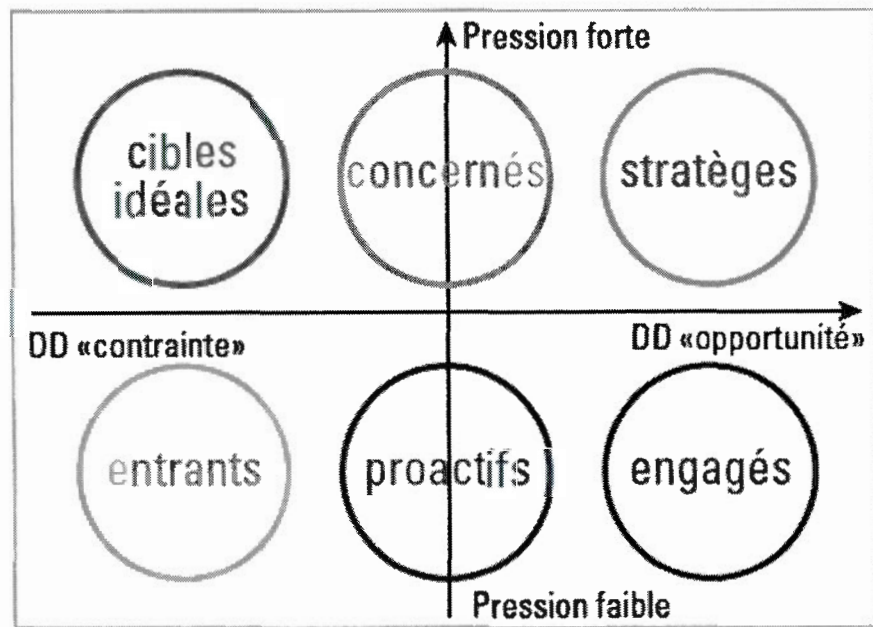 Pression forte
cibles
idéales
concernés
stratèges
DD «contrainte»
DD «opportunité»
entrants
proactifs
engagés
Pression faible